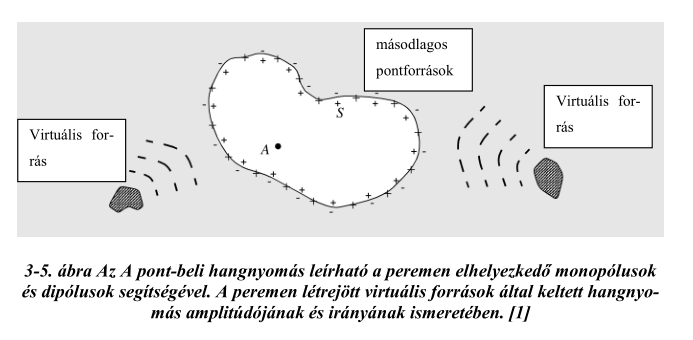 másodlagos
pontforrások
Virtuális for-
rás
S
Virtuális for-
rás
A
3-5. ábra Az A pont-beli hangnyomás leírható a peremen elhelyezkedő monopólusok
és dipólusok segítségével. A peremen létrejött virtuális források által keltett hangnyo-
más amplitúdójának és irányának ismeretében. [1]